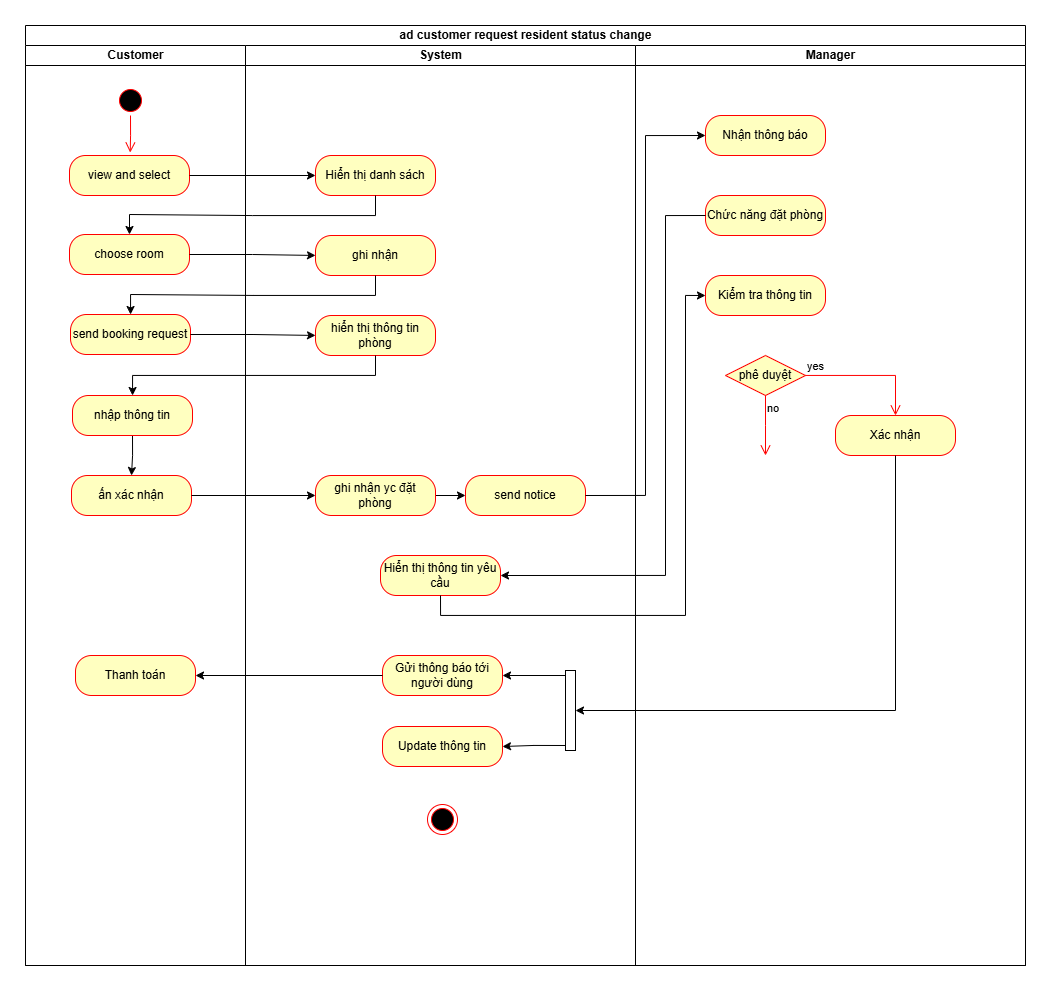 ad customer request resident status change
Customer
System
Manager
Nhận thông báo
view and select
Hiển thị danh sách
Chức năng đặt phòng
choose room
ghi nhận
Kiểm tra thông tin
send booking request
hiển thị thông tin
phòng
phê duyệt
yes
no
nhập thông tin
Xác nhận
ấn xác nhận
ghi nhận yc đặt
phòng
send notice
Hiển thị thông tin yêu
cầu
Thanh toán
Gửi thông báo tới
người dùng
Update thông tin